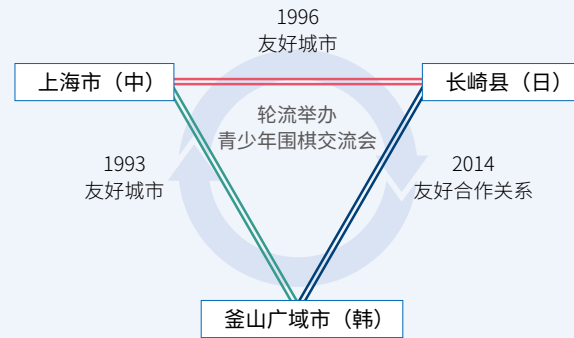 1996
友好城市
上海市（中）
长崎县（日）
轮流举办
青少年围棋交流会
1993
友好城市
2014
友好合作关系
釜山广域市（韩）